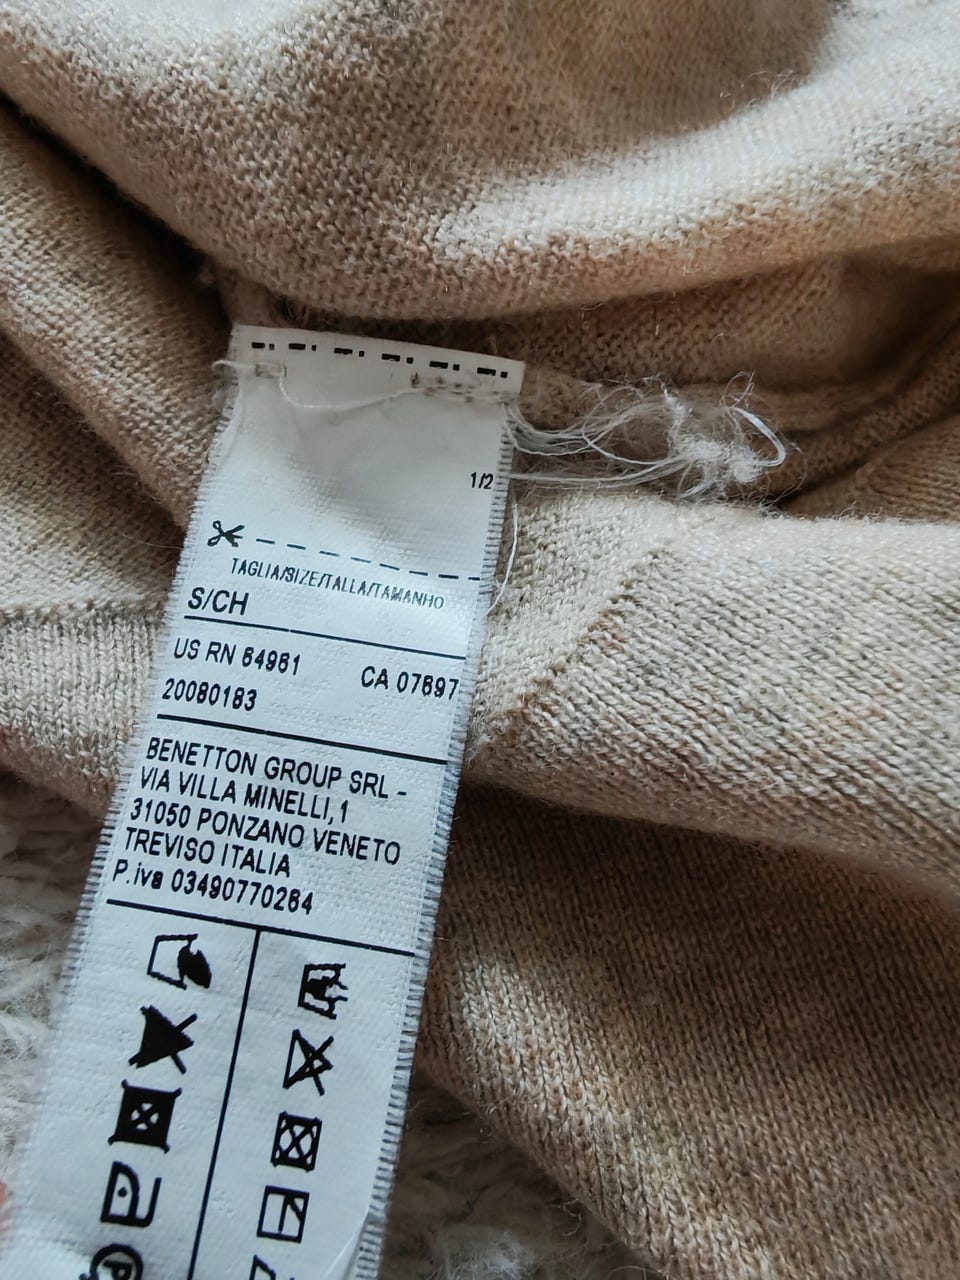 1/2
TAGLIA/SIZE/TALLA/TAMANHO
S/CH
US RN 64961 CA 07697
20080183
BENETTON GROUP SRL -
VIA VILLA MINELLI,1
31050 PONZANO VENETO
TREVISO ITALIA
P.iva 03490770264
P